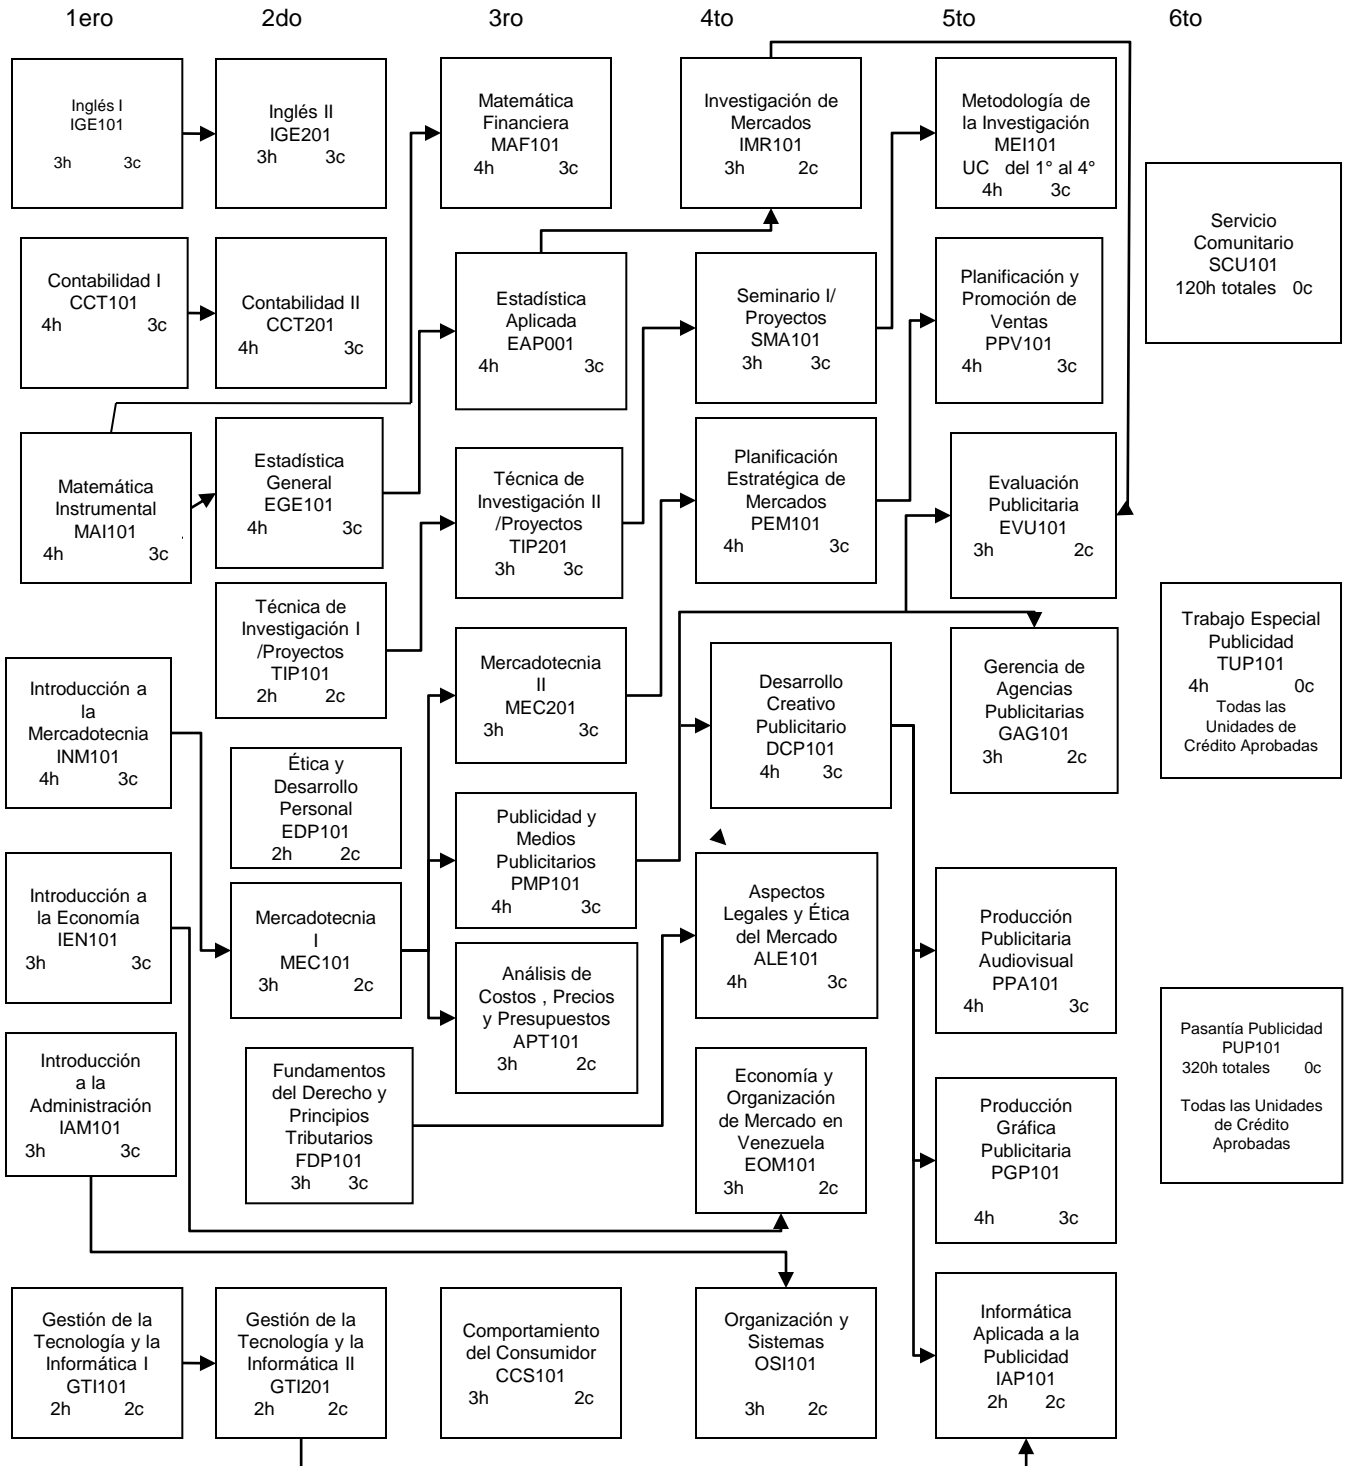 1ero 2do 3ro 4to 5to 6to
Inglés I
IGE101
3h 3c
Contabilidad I
CCT101
4h 3c
Matemática
Instrumental
MAI101
4h 3c
Introducción a
la
Mercadotecnia
INM101
4h 3c
Introducción a
la Economía
IEN101
3h 3c
Introducción
a la
Administración
IAM101
3h 3c
Gestión de la
Tecnología y la
Informática I
GTI101
2h 2c
Inglés II
IGE201
3h 3c
Contabilidad II
CCT201
4h 3c
Estadística
General
EGE101
4h 3c
Técnica de
Investigación I
/Proyectos
TIP101
2h 2c
Ética y
Desarrollo
Personal
EDP101
2h 2c
Mercadotecnia
I
MEC101
3h 2c
Fundamentos
del Derecho y
Principios
Tributarios
FDP101
3h 3c
Gestión de la
Tecnología y la
Informática II
GTI201
2h 2c
Matemática
Financiera
MAF101
4h 3c
Estadística
Aplicada
EAP001
4h 3c
Técnica de
Investigación II
/Proyectos
TIP201
3h 3c
Mercadotecnia
II
MEC201
3h 3c
Publicidad y
Medios
Publicitarios
PMP101
4h 3c
Análisis de
Costos , Precios
y Presupuestos
APT101
3h 2c
Comportamiento
del Consumidor
CCS101
3h 2c
Investigación de
Mercados
IMR101
3h 2c
Seminario I/
Proyectos
SMA101
3h 3c
Planificación
Estratégica de
Mercados
PEM101
4h 3c
Desarrollo
Creativo
Publicitario
DCP101
4h 3c
Aspectos
Legales y Ética
del Mercado
ALE101
4h 3c
Economía y
Organización
de Mercado en
Venezuela
EOM101
3h 2c
Organización y
Sistemas
OSI101
3h 2c
Metodología de
la Investigación
MEI101
UC del 1° al 4°
4h 3c
Planificación y
Promoción de
Ventas
PPV101
4h 3c
Evaluación
Publicitaria
EVU101
3h 2c
Gerencia de
Agencias
Publicitarias
GAG101
3h 2c
Producción
Publicitaria
Audiovisual
PPA101
4h 3c
Producción
Gráfica
Publicitaria
PGP101
4h 3c
Informática
Aplicada a la
Publicidad
IAP101
2h 2c
Servicio
Comunitario
SCU101
120h totales 0c
Trabajo Especial
Publicidad
TUP101
4h 0c
Todas las
Unidades de
Crédito Aprobadas
Pasantía Publicidad
PUP101
320h totales 0c
Todas las Unidades
de Crédito
Aprobadas